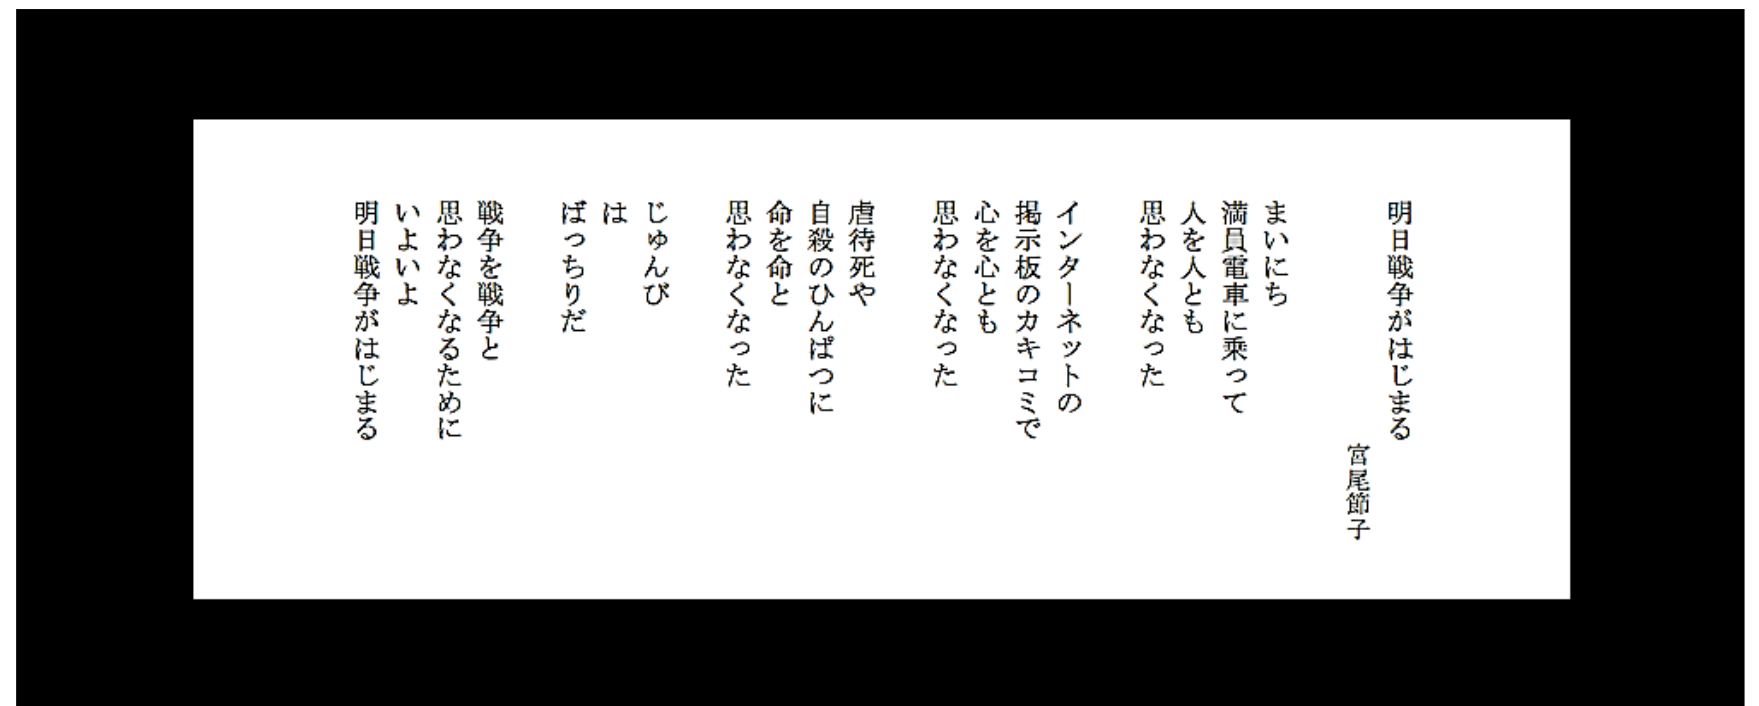 明日戦争がはじまる
宮尾節子
まいにち
満員電車に乗って
人を人とも
思わなくなった
インターネットの
掲示板のカキコミで
心を心とも
思わなくなった
虐待死や
自殺のひんぱつに
命を命と
思わなくなった
じゅんび
は
ばっちりだ
戦争を戦争と
思わなくなるために
いよいよ
明日戦争がはじまる